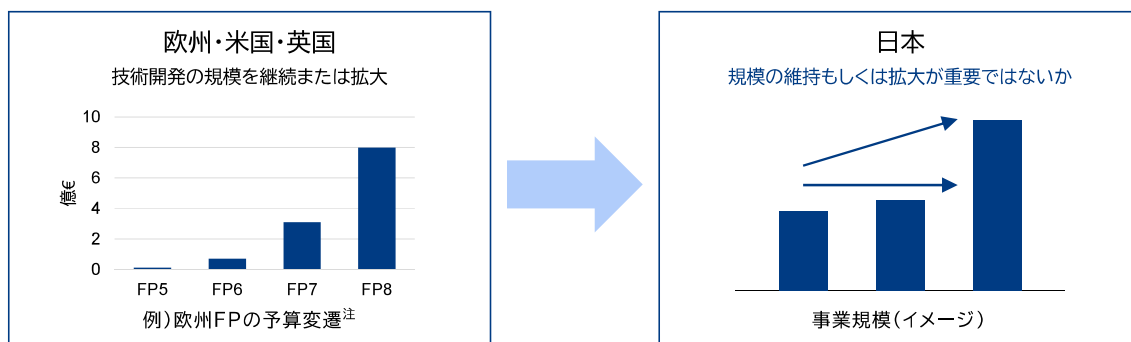 欧州・米国・英国
技術開発の規模を継続または拡大
億€
10
8
6
4
2
0
FP5 FP6 FP7 FP8
例）欧州FPの予算変遷注
日本
規模の維持もしくは拡大が重要ではないか
事業規模（イメージ）